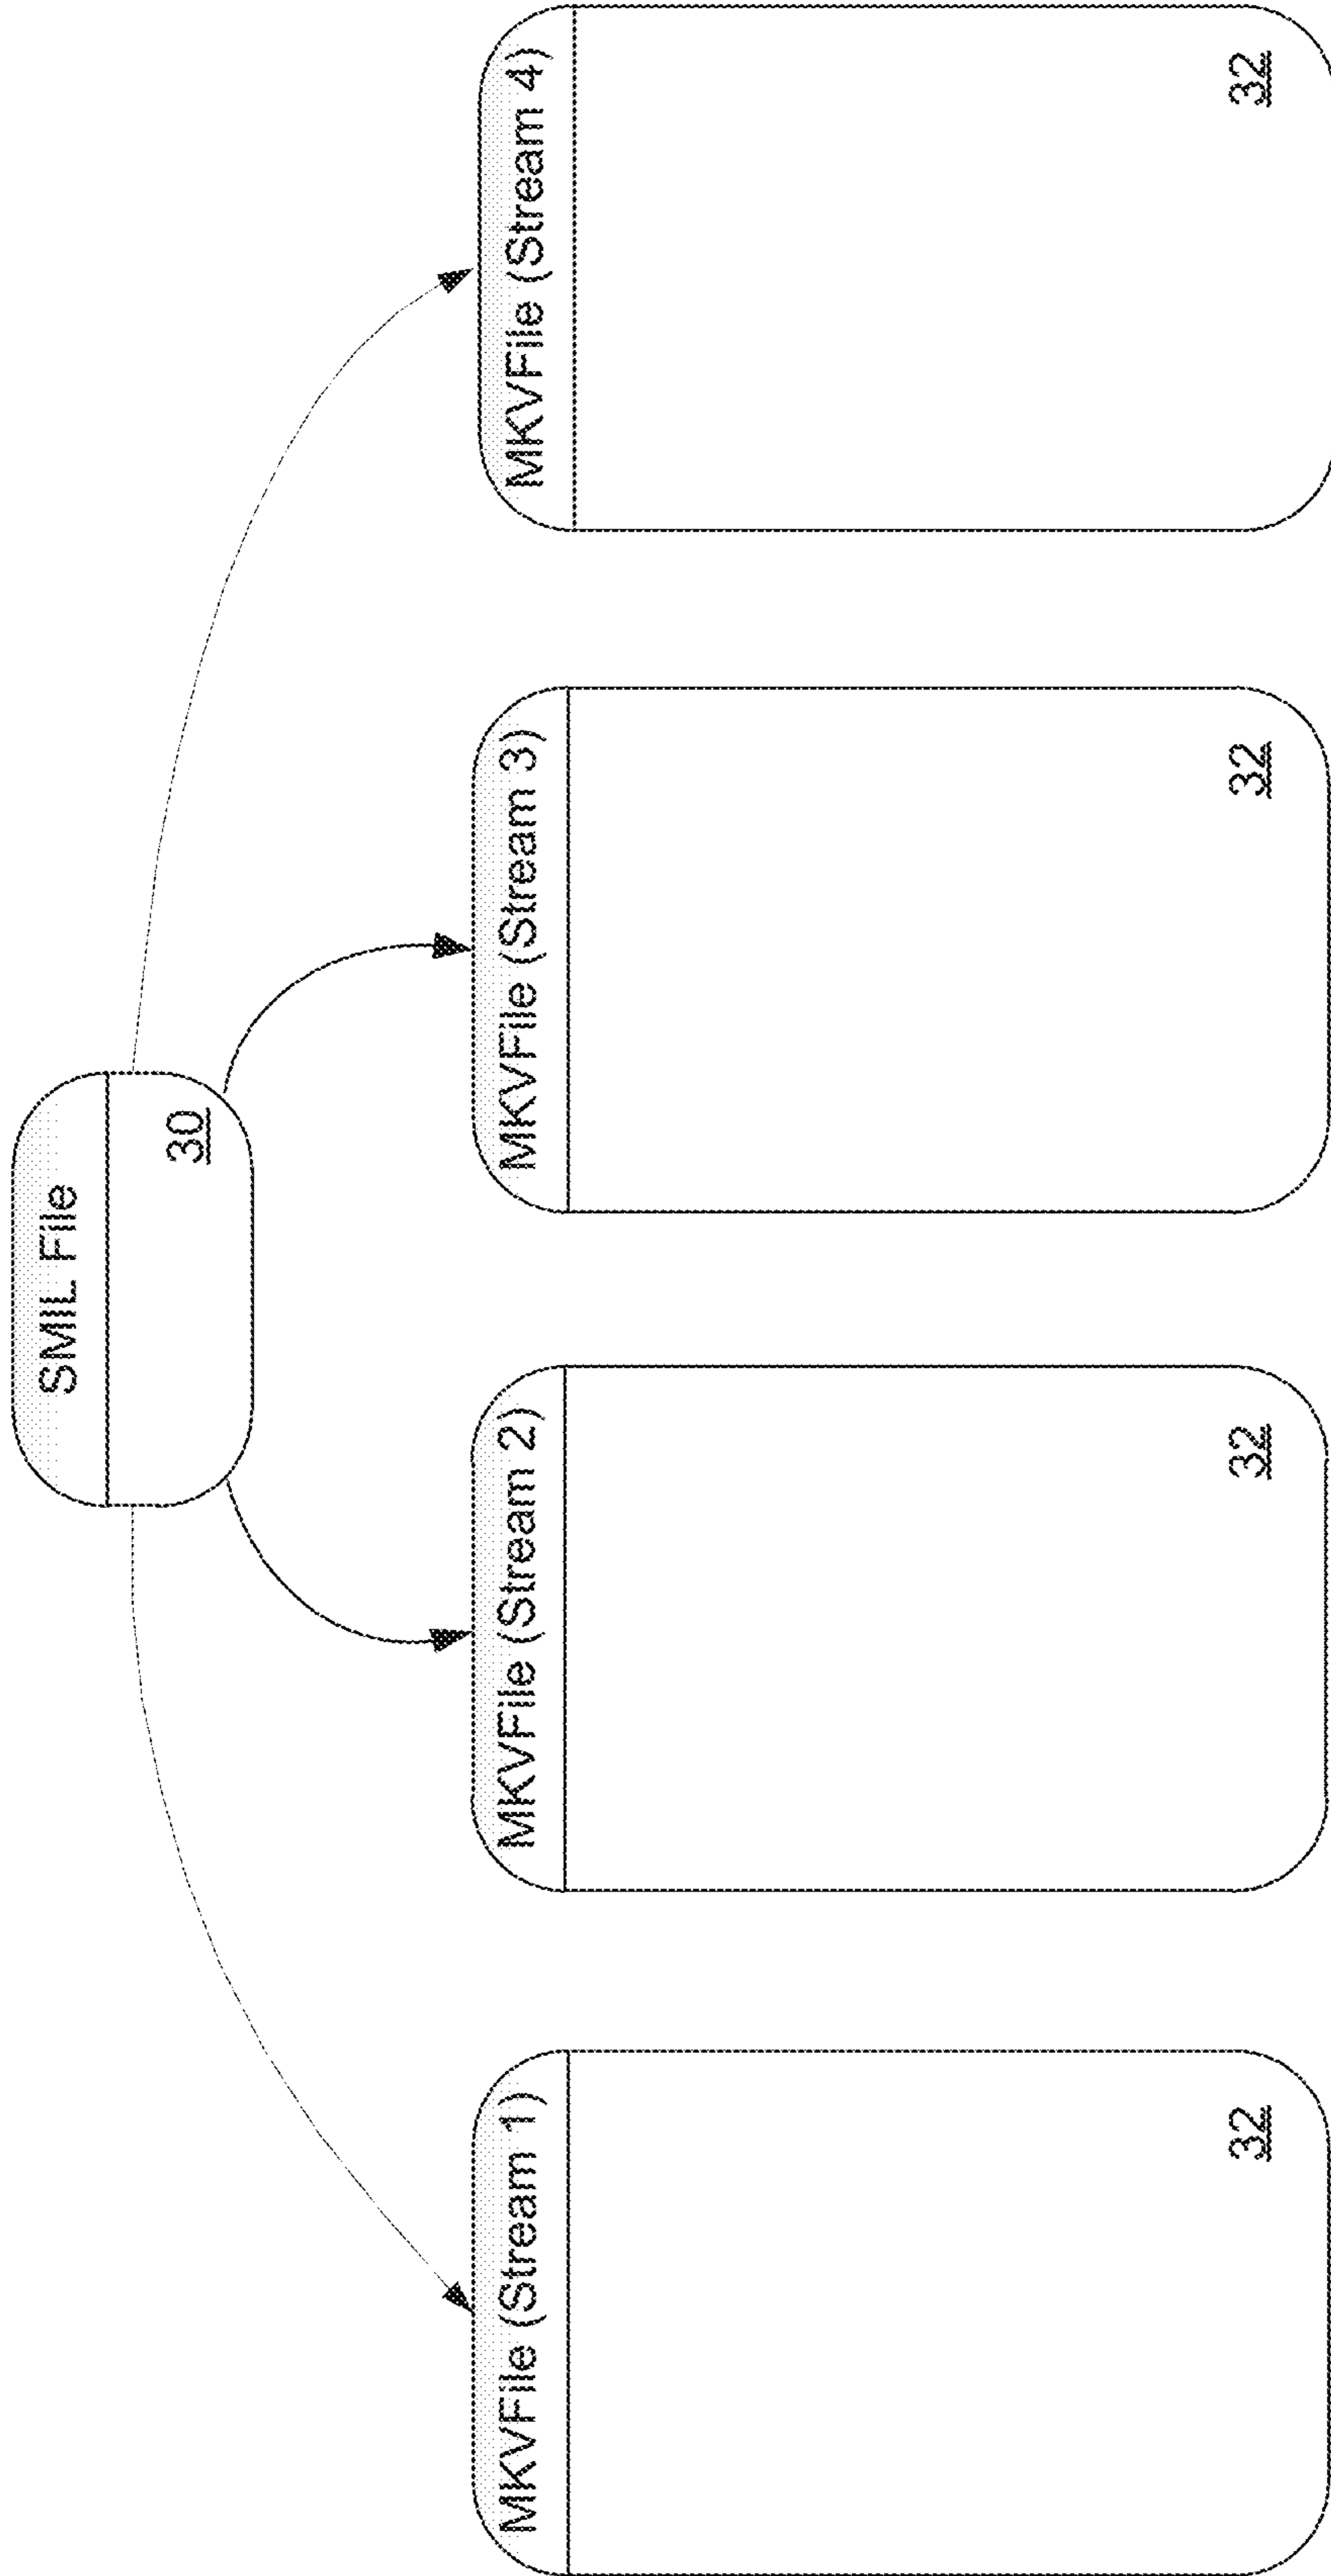 SMIL File
30
MKVFile (Stream 1)
MKVFile (Stream 2)
MKVFile (Stream 3)
MKVFile (Stream 4)
32
32
32
32